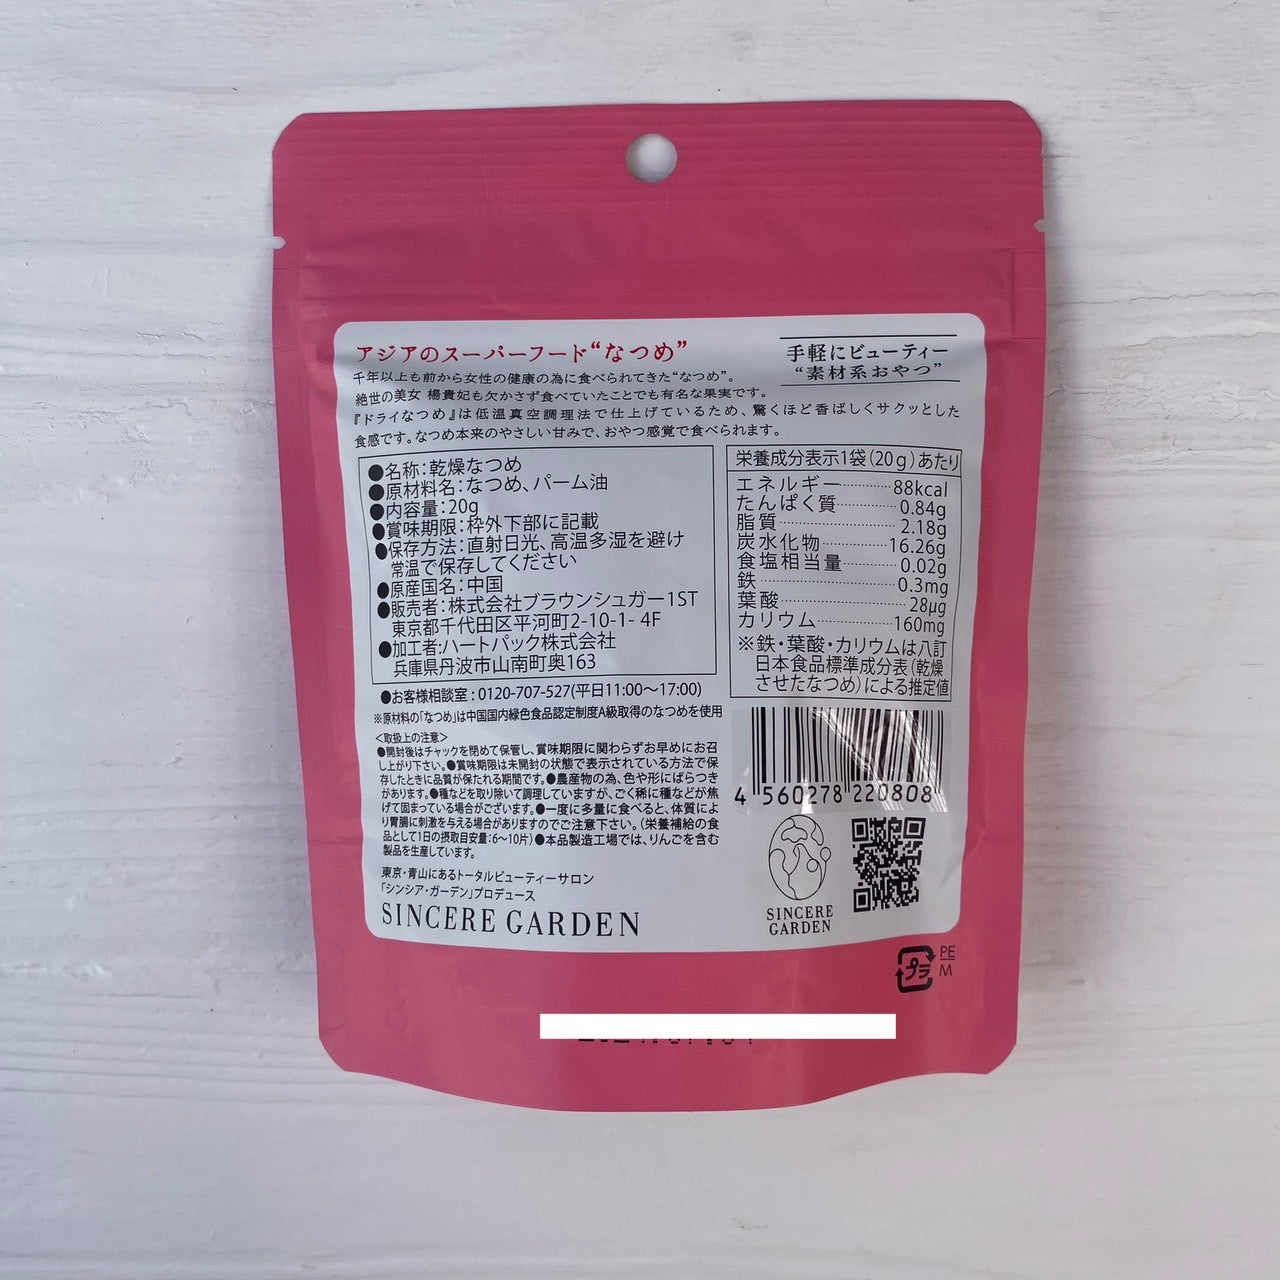 アジアのスーパーフード“なつめ”
千年以上も前から女性の健康の為に食べられてきた“なつめ”。
絶世の美女 楊貴妃も欠かさず食べていたことでも有名な果実です。
『ドライなつめ』は低温真空調理法で仕上げているため、驚くほど香ばしくサクッとした
食感です。なつめ本来のやさしい甘みで、おやつ感覚で食べられます。
手軽にビューティー
“素材系おやつ”
●名称：乾燥なつめ
●原材料名：なつめ、パーム油
●内容量：20g
●賞味期限：枠外下部に記載
●保存方法：直射日光、高温多湿を避け
常温で保存してください
●原産国名：中国
●販売者：株式会社ブラウンシュガー1ST
東京都千代田区平河町2-10-1- 4F
●加工者:ハートパック株式会社
兵庫県丹波市山南町奥163
●お客様相談室 : 0120-707-527(平日11:00～17:00)
※原材料の「なつめ」は中国国内緑色食品認定制度A級取得のなつめを使用
＜取扱上の注意＞
●開封後はチャックを閉めて保管し、賞味期限に関わらずお早めにお召
し上がり下さい。●賞味期限は未開封の状態で表示されている方法で保
存したときに品質が保たれる期間です。●農産物の為、色や形にばらつき
があります。●種などを取り除いて調理していますが、ごく稀に種などが焦
げて固まっている場合がございます。●一度に多量に食べると、体質によ
り胃腸に刺激を与える場合がありますのでご注意下さい。（栄養補給の食
品として1日の摂取目安量：6～10片）●本品製造工場では、りんごを含む
製品を生産しています。
東京・青山にあるトータルビューティーサロン
「シンシア・ガーデン」プロデュース
SINCERE GARDEN
栄養成分表示1袋（20g）あたり
エネルギー…………88kcal
たんぱく質…………0.84g
脂質…………2.18g
炭水化物…………16.26g
食塩相当量…………0.02g
鉄…………0.3mg
葉酸…………28μg
カリウム…………160mg
※鉄・葉酸・カリウムは八訂
日本食品標準成分表（乾燥
させたなつめ）による推定値
4 560278 220808
SINCERE
GARDEN
プラ
PE
M